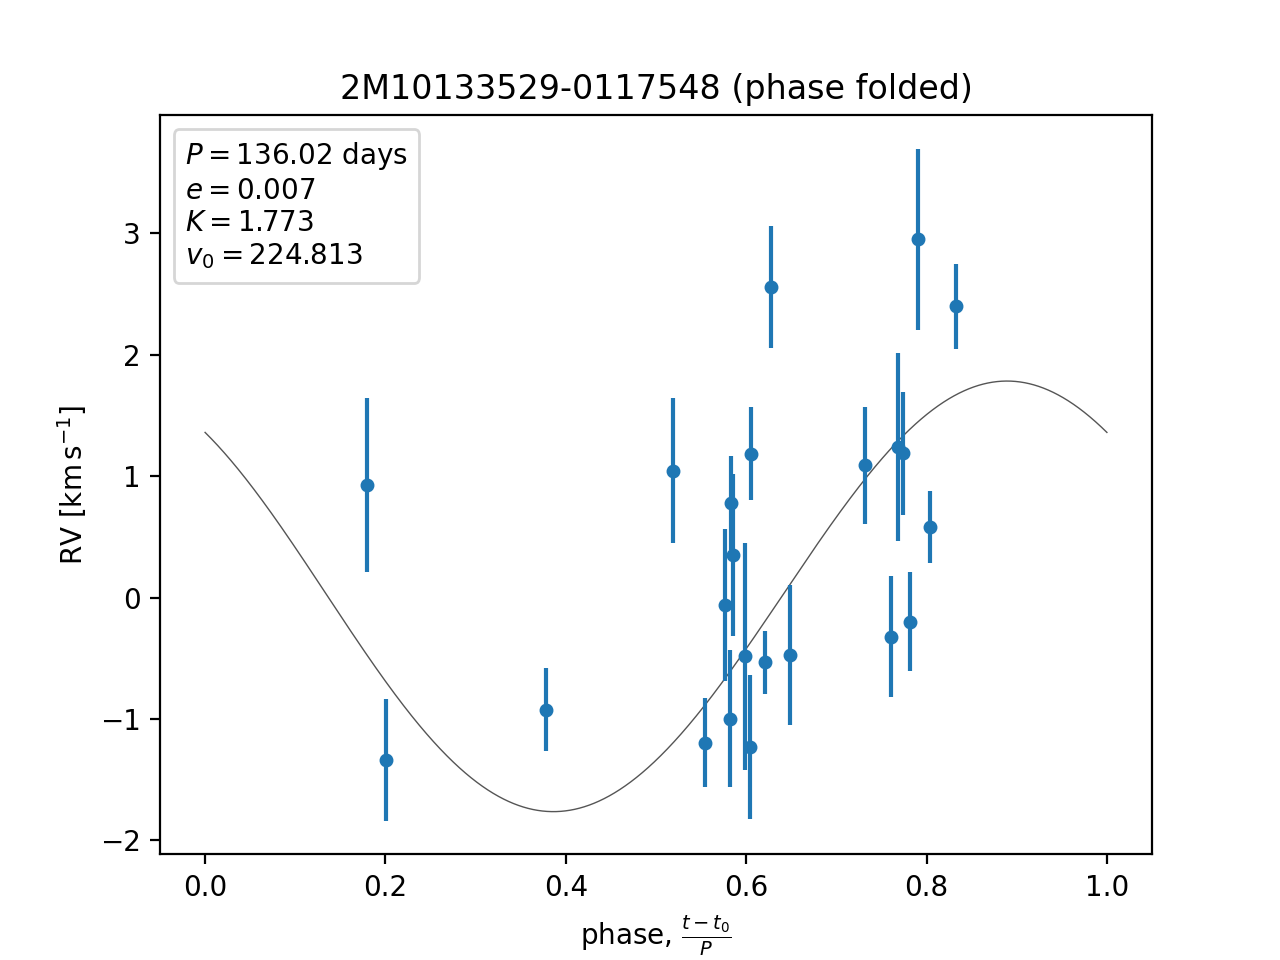 2M10133529-0117548 (phase folded)
P = 136.02 days
e = 0.007
K = 1.773
v₀ = 224.813
RV [km s⁻¹]
3
2
1
0
−1
−2
0.0 0.2 0.4 0.6 0.8 1.0
phase, (t − t₀)/P